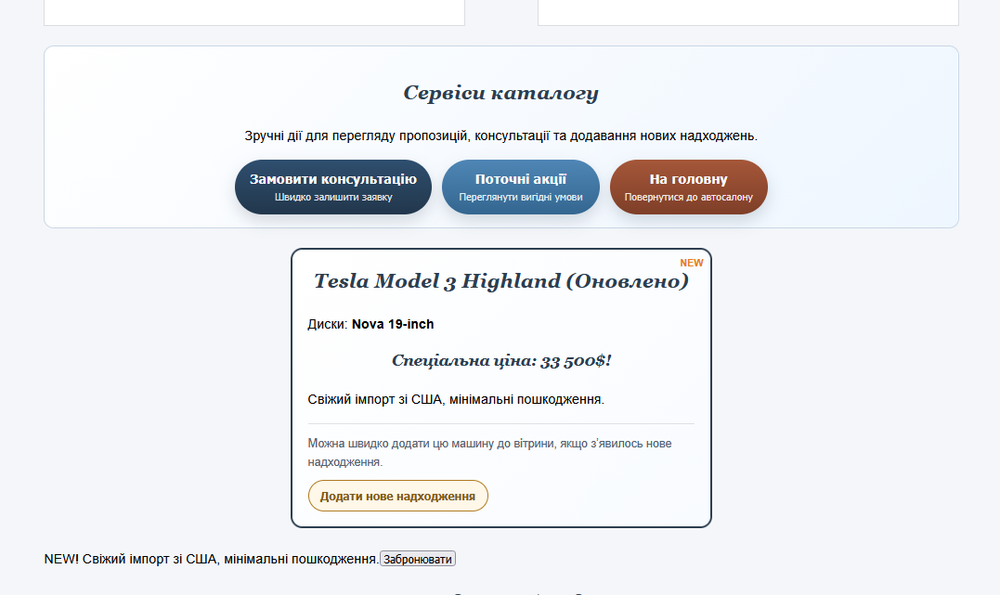 Сервіси каталогу
Зручні дії для перегляду пропозицій, консультації та додавання нових надходжень.
Замовити консультацію
Швидко залишити заявку
Поточні акції
Переглянути вигідні умови
На головну
Повернутися до автосалону
NEW
Tesla Model 3 Highland (Оновлено)
Диски: Nova 19-inch
Спеціальна ціна: 33 500$!
Свіжий імпорт зі США, мінімальні пошкодження.
Можна швидко додати цю машину до вітрини, якщо з'явилось нове
надходження.
Додати нове надходження
NEW! Свіжий імпорт зі США, мінімальні пошкодження. Забронювати